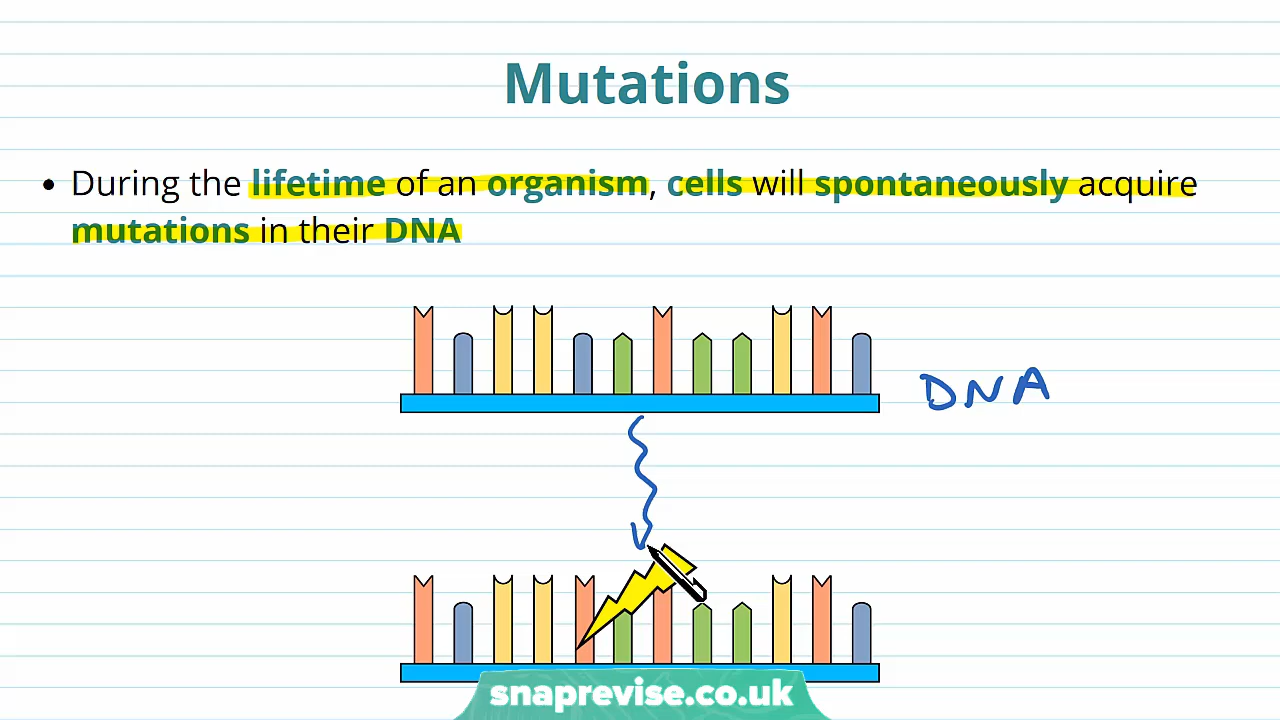 Mutations
• During the lifetime of an organism, cells will spontaneously acquire
mutations in their DNA
DNA
snaprevise.co.uk